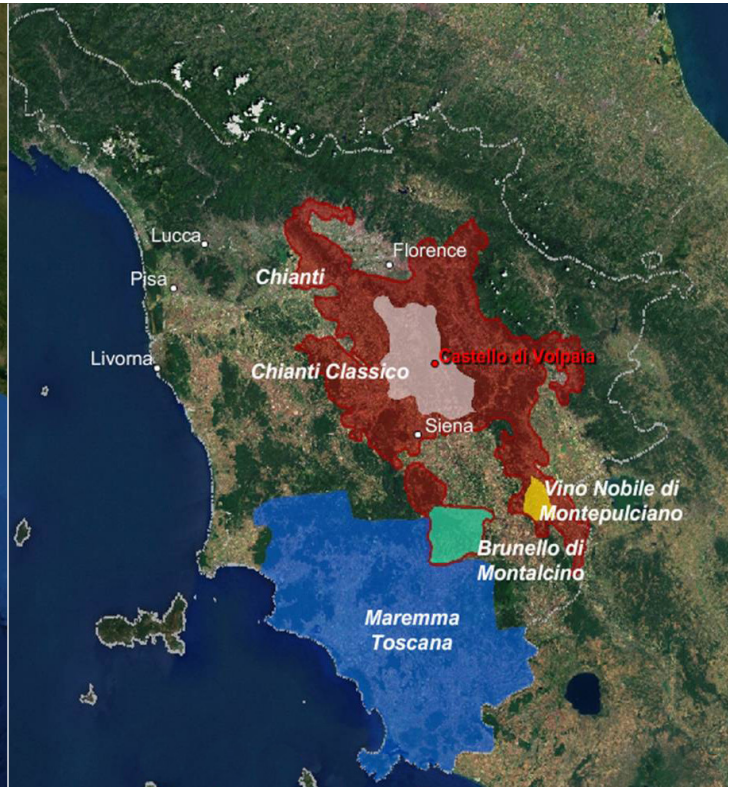 Lucca
Florence
Pisa
Chianti
Livorna
Castello di Volpaia
Chianti Classico
Siena
Vino Nobile di
Montepulciano
Brunello di
Montalcino
Maremma
Toscana